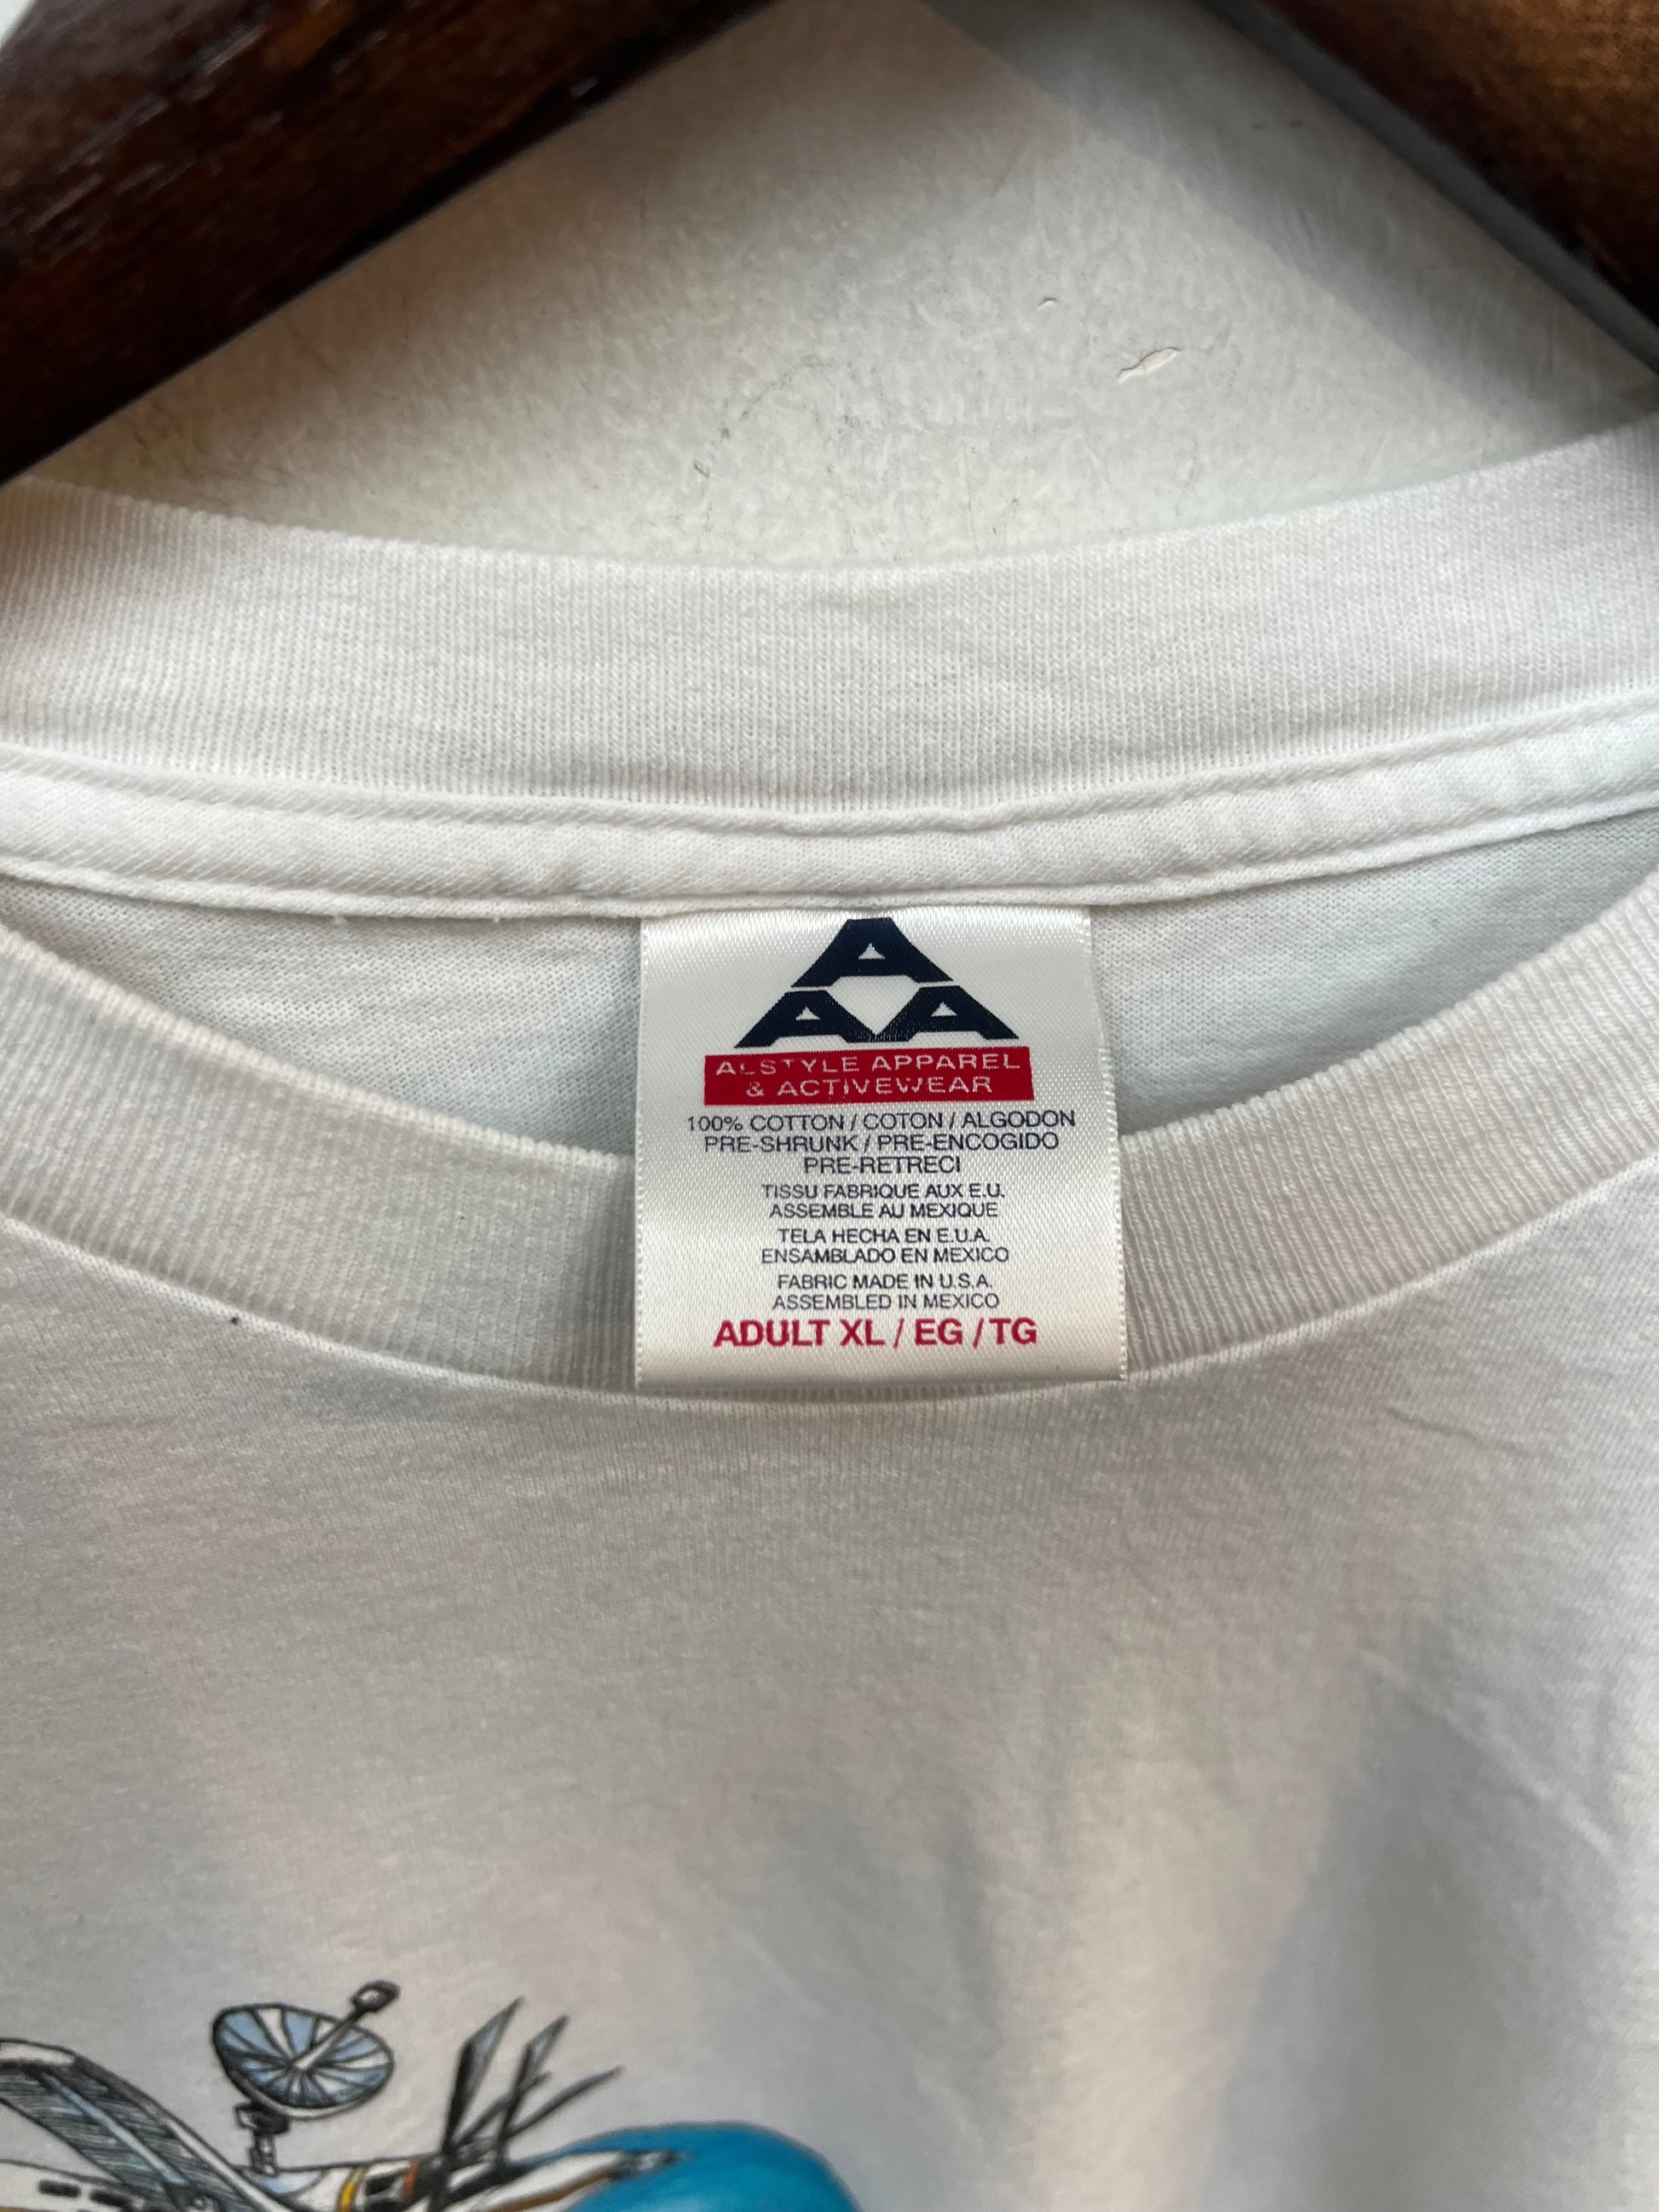 A
AA
ALSTYLE APPAREL
& ACTIVEWEAR
100% COTTON / COTON / ALGODON
PRE-SHRUNK / PRE-ENCOGIDO
PRE-RETRECI
TISSU FABRIQUE AUX E.U.
ASSEMBLE AU MEXIQUE
TELA HECHA EN E.U.A.
ENSAMBLADO EN MEXICO
FABRIC MADE IN U.S.A.
ASSEMBLED IN MEXICO
ADULT XL / EG / TG